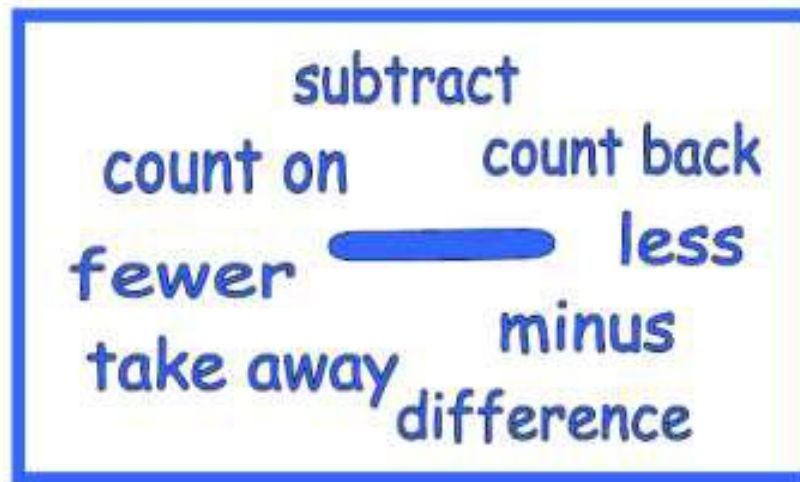 subtract
count on
count back
less
fewer
minus
take away
difference